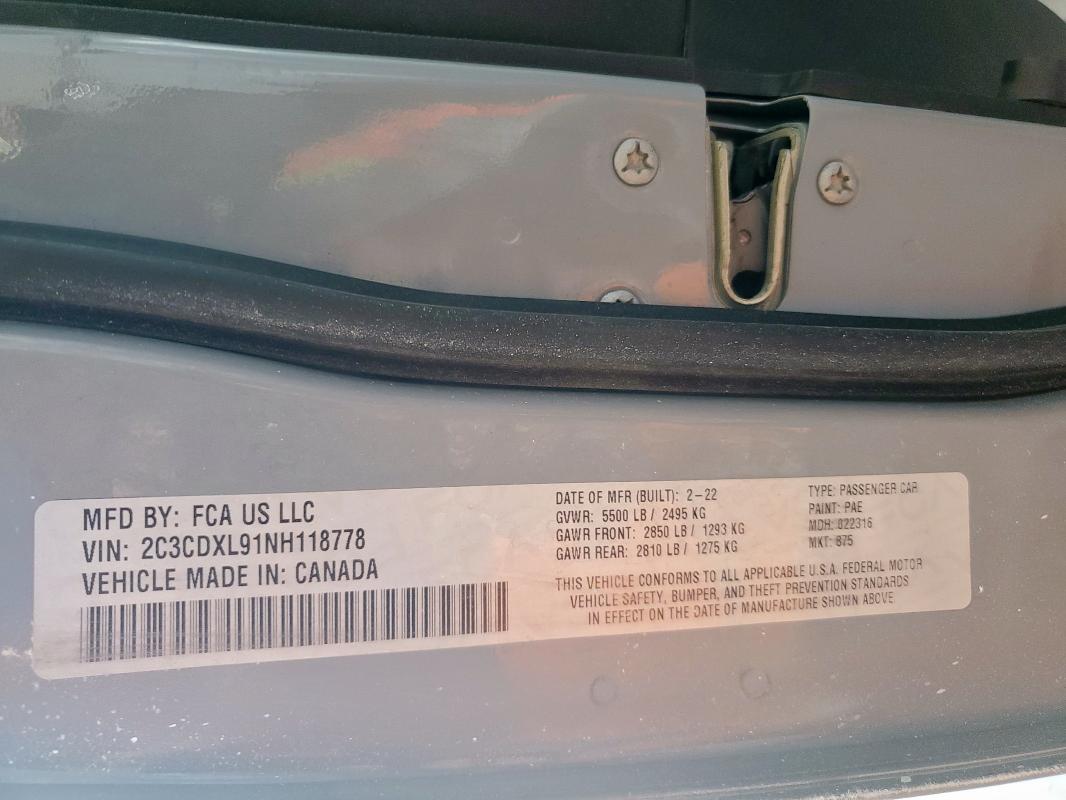 MFD BY: FCA US LLC
VIN: 2C3CDXL91NH118778
VEHICLE MADE IN: CANADA
DATE OF MFR (BUILT): 2-22
GVWR: 5500 LB / 2495 KG
GAWR FRONT: 2850 LB / 1293 KG
GAWR REAR: 2810 LB / 1275 KG
TYPE: PASSENGER CAR
PAINT: PAE
MDH: 022316
MKT: 875
THIS VEHICLE CONFORMS TO ALL APPLICABLE U.S.A. FEDERAL MOTOR
VEHICLE SAFETY, BUMPER, AND THEFT PREVENTION STANDARDS
IN EFFECT ON THE DATE OF MANUFACTURE SHOWN ABOVE